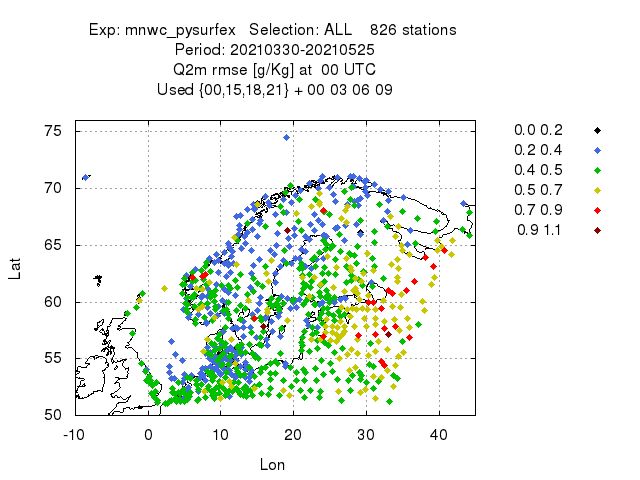 Exp: mnwc_pysurfex   Selection: ALL    826 stations
Period: 20210330-20210525
Q2m rmse [g/Kg] at  00 UTC
Used {00,15,18,21} + 00 03 06 09
0.0 0.2
0.2 0.4
0.4 0.5
0.5 0.7
0.7 0.9
0.9 1.1
75
70
65
60
55
50
Lat
-10 0 10 20 30 40
Lon